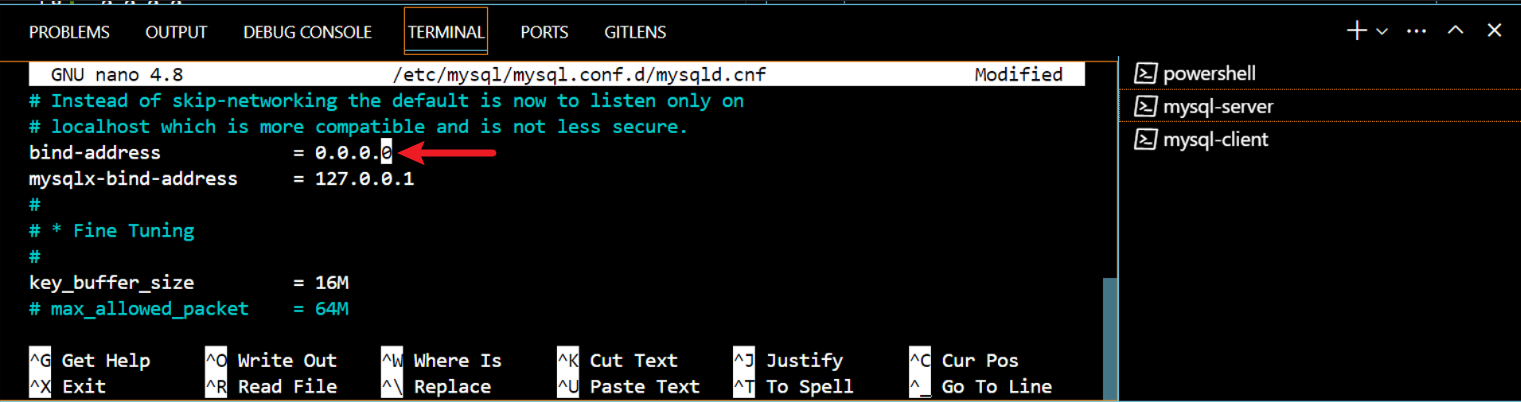 PROBLEMS OUTPUT DEBUG CONSOLE TERMINAL PORTS GITLENS
GNU nano 4.8 /etc/mysql/mysql.conf.d/mysqld.cnf Modified
# Instead of skip-networking the default is now to listen only on
# localhost which is more compatible and is not less secure.
bind-address = 0.0.0.0
mysqlx-bind-address = 127.0.0.1
#
# * Fine Tuning
#
key_buffer_size = 16M
# max_allowed_packet = 64M
^G Get Help ^O Write Out ^W Where Is ^K Cut Text ^J Justify ^C Cur Pos
^X Exit ^R Read File ^\ Replace ^U Paste Text ^T To Spell ^_ Go To Line
powershell
mysql-server
mysql-client